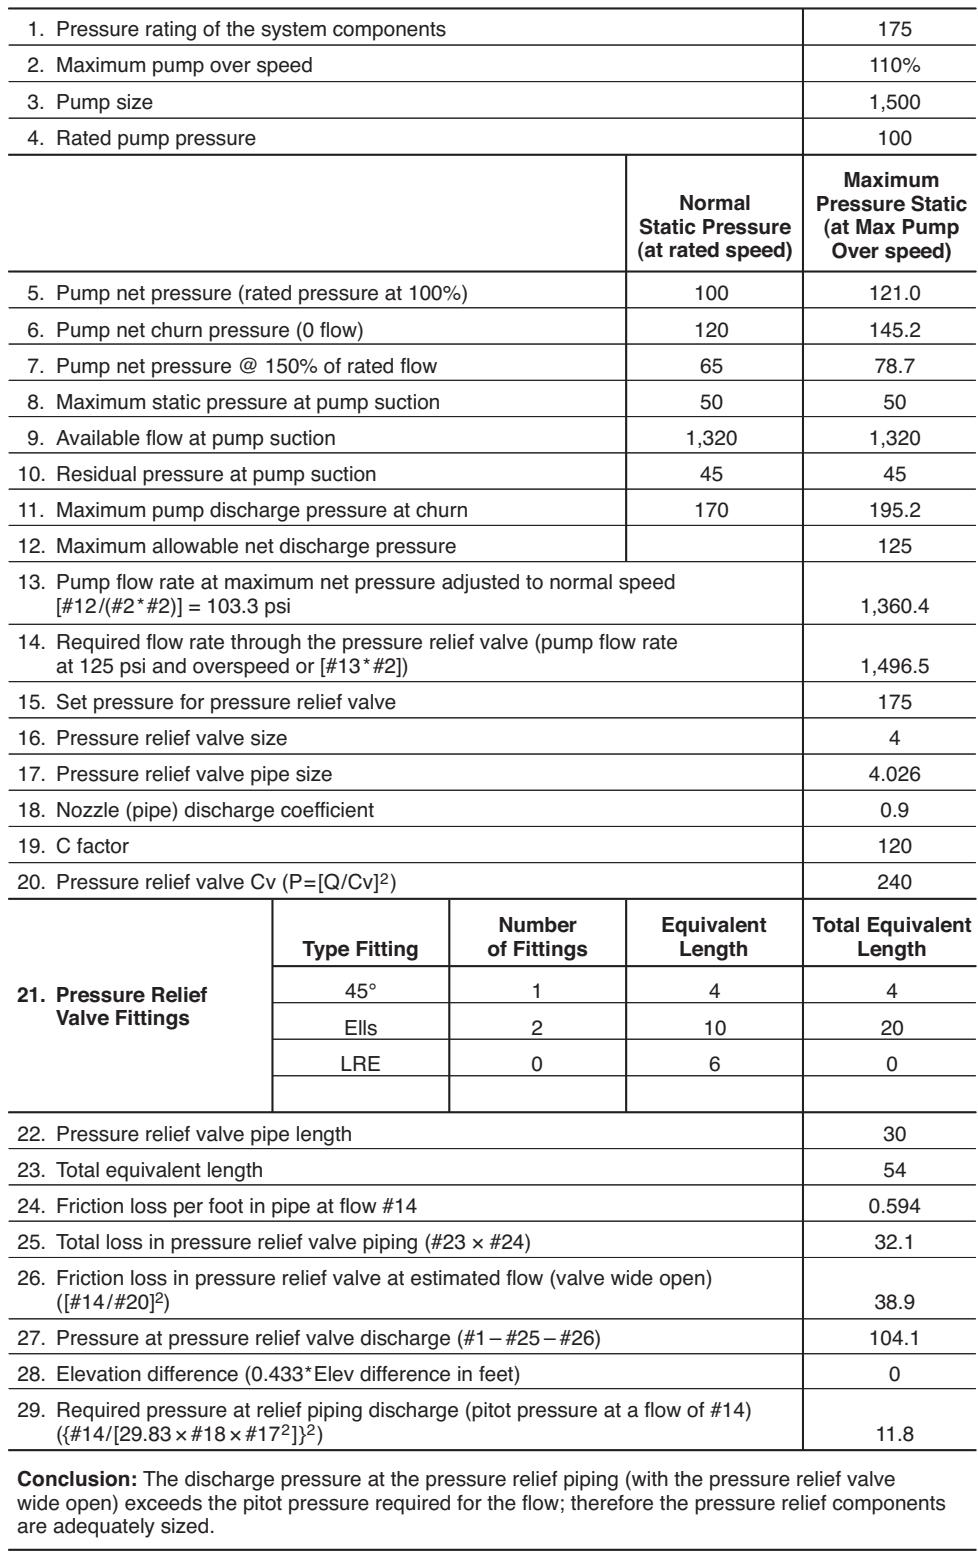 1. Pressure rating of the system components 175
2. Maximum pump over speed 110%
3. Pump size 1,500
4. Rated pump pressure 100
Normal
Static Pressure
(at rated speed)
Maximum
Pressure Static
(at Max Pump
Over speed)
5. Pump net pressure (rated pressure at 100%) 100 121.0
6. Pump net churn pressure (0 flow) 120 145.2
7. Pump net pressure @ 150% of rated flow 65 78.7
8. Maximum static pressure at pump suction 50 50
9. Available flow at pump suction 1,320 1,320
10. Residual pressure at pump suction 45 45
11. Maximum pump discharge pressure at churn 170 195.2
12. Maximum allowable net discharge pressure 125
13. Pump flow rate at maximum net pressure adjusted to normal speed
[#12/(#2*#2)] = 103.3 psi 1,360.4
14. Required flow rate through the pressure relief valve (pump flow rate
at 125 psi and overspeed or [#13*#2]) 1,496.5
15. Set pressure for pressure relief valve 175
16. Pressure relief valve size 4
17. Pressure relief valve pipe size 4.026
18. Nozzle (pipe) discharge coefficient 0.9
19. C factor 120
20. Pressure relief valve Cv (P=[Q/Cv]²) 240
21. Pressure Relief
Valve Fittings
Type Fitting
Number
of Fittings
Equivalent
Length
Total Equivalent
Length
45° 1 4 4
Ells 2 10 20
LRE 0 6 0
22. Pressure relief valve pipe length 30
23. Total equivalent length 54
24. Friction loss per foot in pipe at flow #14 0.594
25. Total loss in pressure relief valve piping (#23 × #24) 32.1
26. Friction loss in pressure relief valve at estimated flow (valve wide open)
([#14/#20]²) 38.9
27. Pressure at pressure relief valve discharge (#1 – #25 – #26) 104.1
28. Elevation difference (0.433*Elev difference in feet) 0
29. Required pressure at relief piping discharge (pitot pressure at a flow of #14)
({#14/[29.83 × #18 × #17²]}²) 11.8
Conclusion: The discharge pressure at the pressure relief piping (with the pressure relief valve
wide open) exceeds the pitot pressure required for the flow; therefore the pressure relief components
are adequately sized.